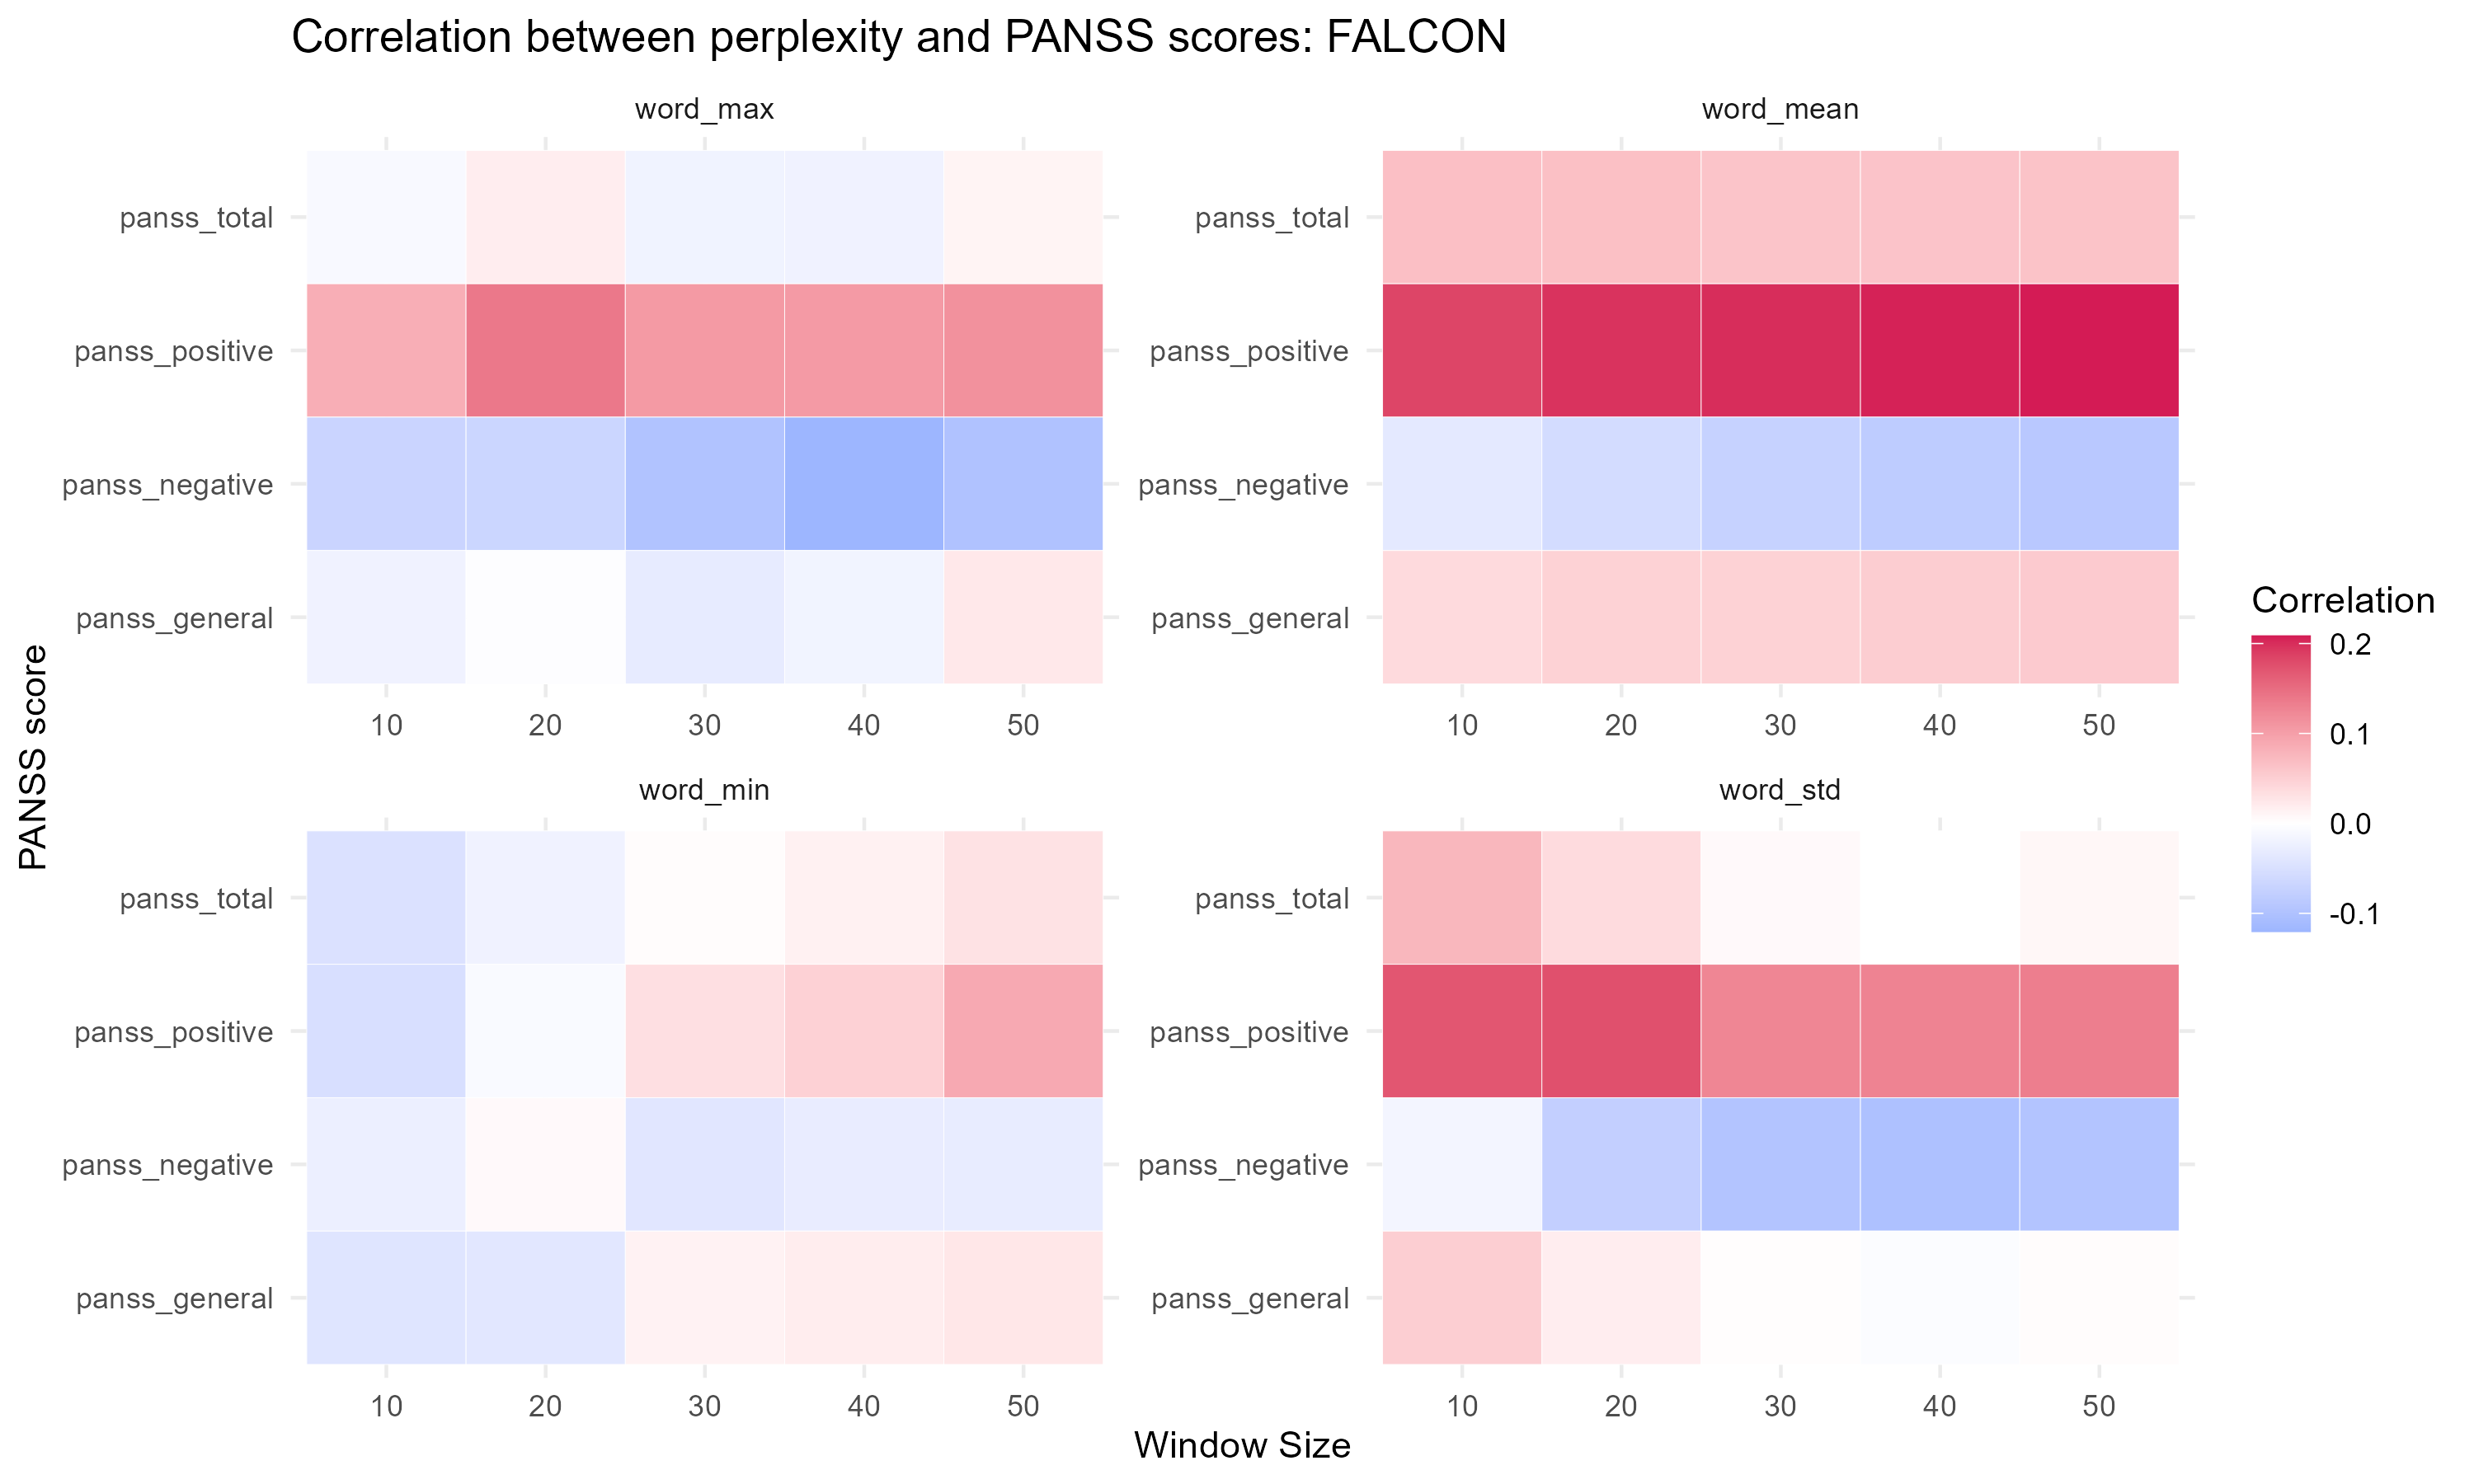 Correlation between perplexity and PANSS scores: FALCON
word_max
word_mean
panss_total
panss_positive
panss_negative
panss_general
10 20 30 40 50
panss_total
panss_positive
panss_negative
panss_general
10 20 30 40 50
word_min
word_std
panss_total
panss_positive
panss_negative
panss_general
10 20 30 40 50
panss_total
panss_positive
panss_negative
panss_general
10 20 30 40 50
PANSS score
Window Size
Correlation
0.2
0.1
0.0
-0.1